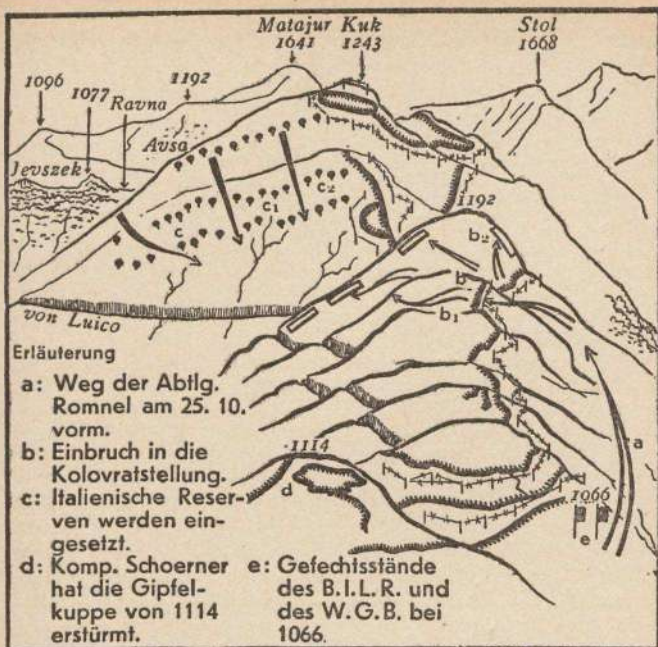 Matajur Kuk Stol
1641 1243 1668
1096 1077 Ravna 1192
Avsa
Jevszek
c c1 c2
1192
b2
b
b1
von Luico
Erläuterung
a: Weg der Abtlg.
Romnel am 25. 10.
vorm.
b: Einbruch in die
Kolovratstellung.
c: Italienische Reser-
ven werden ein-
gesetzt.
d: Komp. Schoerner
hat die Gipfel-
kuppe von 1114
erstürmt.
1114
d
a
1066
e
e: Gefechtsstände
des B.I.L.R. und
des W.G.B. bei
1066.